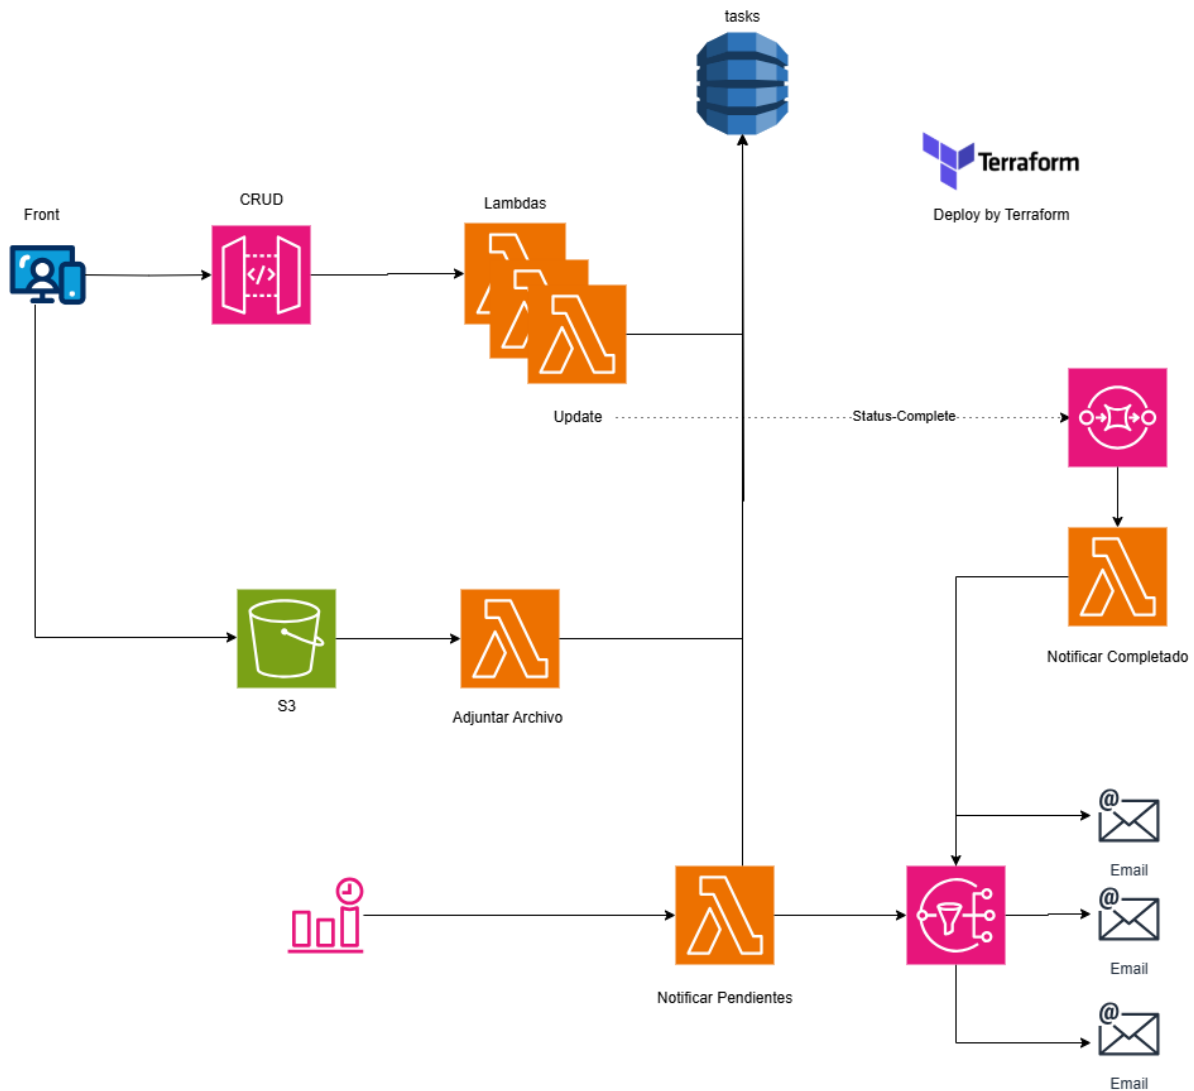 tasks
Terraform
Deploy by Terraform
Front
CRUD
Lambdas
</>
Update
Status-Complete
Notificar Completado
S3
Adjuntar Archivo
@
Email
@
Email
Notificar Pendientes
@
Email